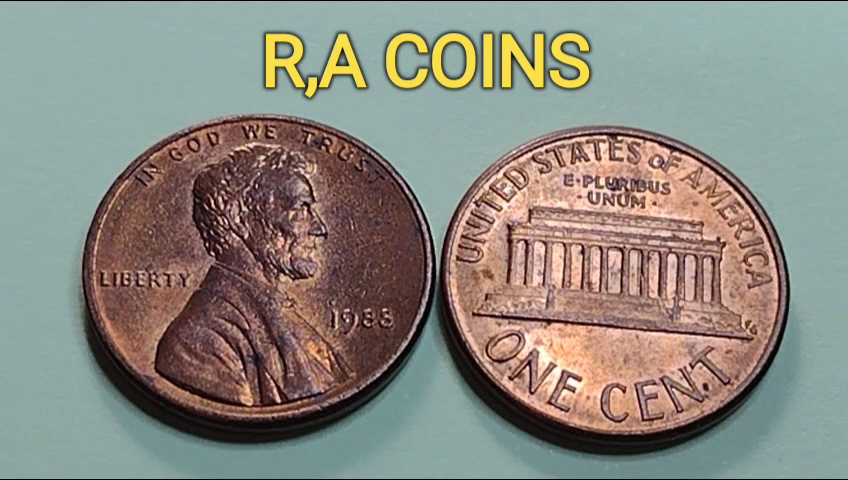 R,A COINS
IN GOD WE TRUST
LIBERTY
1988
UNITED STATES OF AMERICA
E·PLURIBUS
·UNUM·
ONE CENT